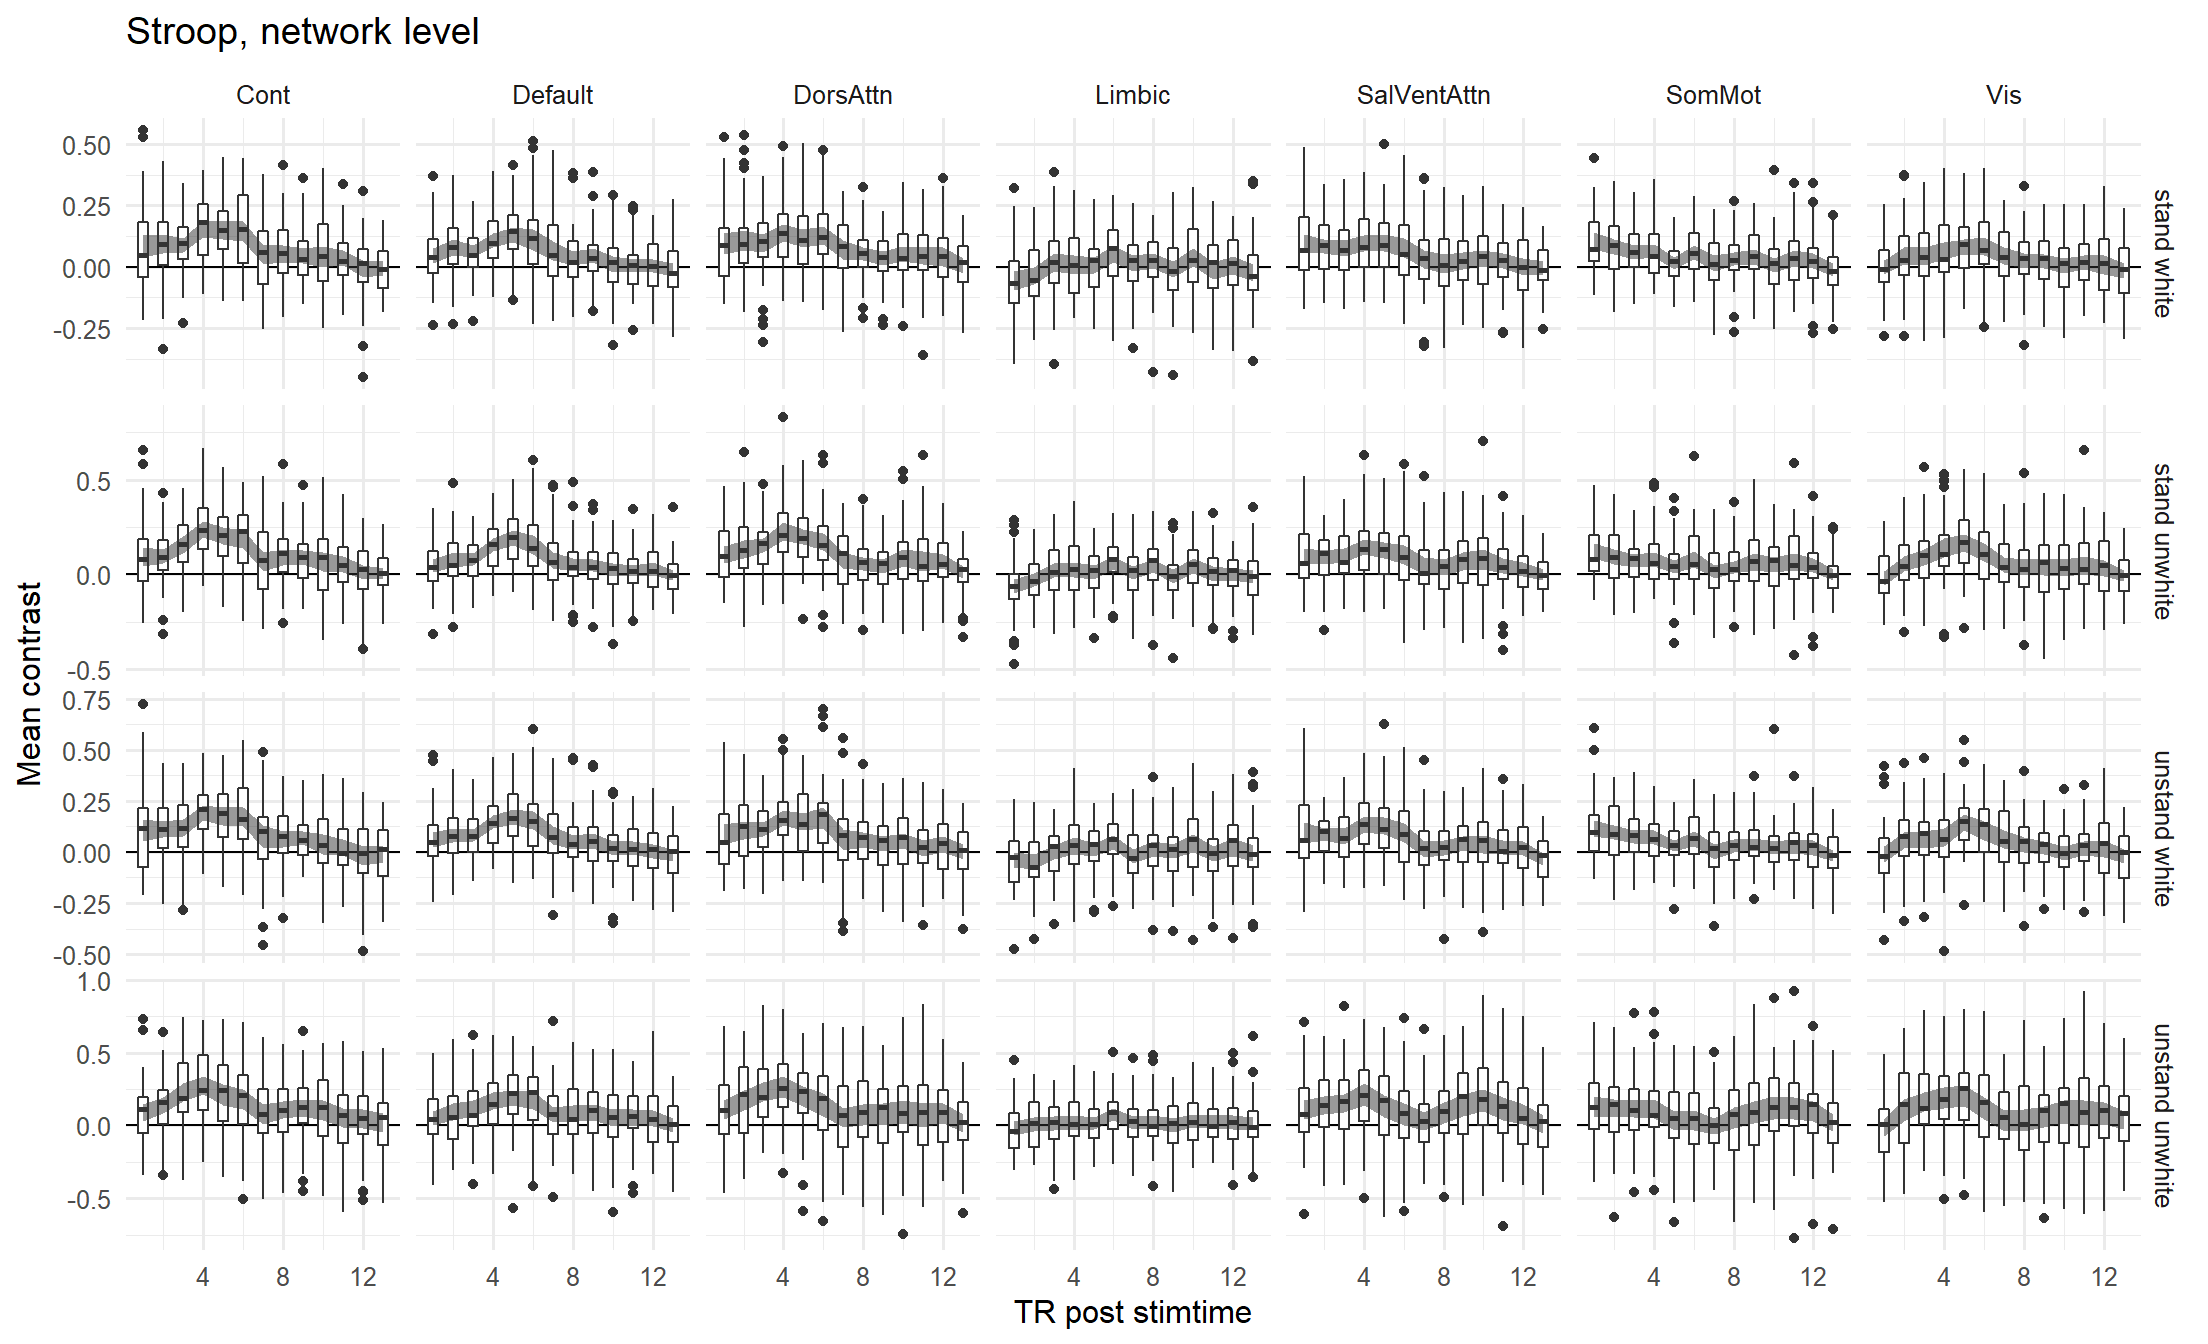 Stroop, network level
Cont Default DorsAttn Limbic SalVentAttn SomMot Vis
0.50
0.25
0.00
-0.25
stand white
0.5
0.0
-0.5
stand unwhite
0.75
0.50
0.25
0.00
-0.25
-0.50
unstand white
1.0
0.5
0.0
-0.5
unstand unwhite
Mean contrast
4 8 12 4 8 12 4 8 12 4 8 12 4 8 12 4 8 12 4 8 12
TR post stimtime